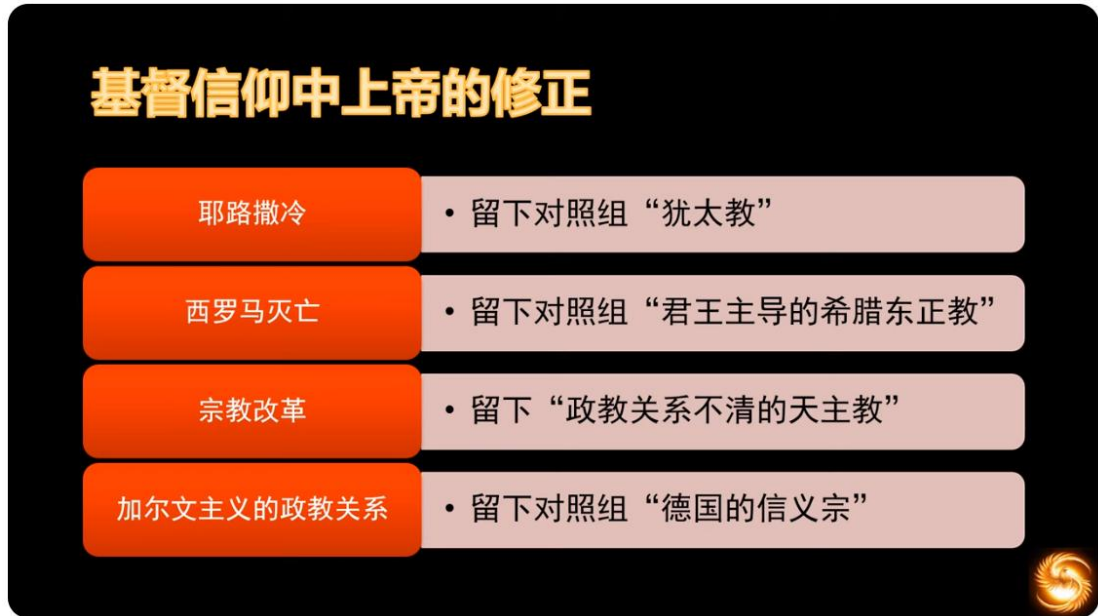 基督信仰中上帝的修正
耶路撒冷
• 留下对照组“犹太教”
西罗马灭亡
• 留下对照组“君王主导的希腊东正教”
宗教改革
• 留下“政教关系不清的天主教”
加尔文主义的政教关系
• 留下对照组“德国的信义宗”